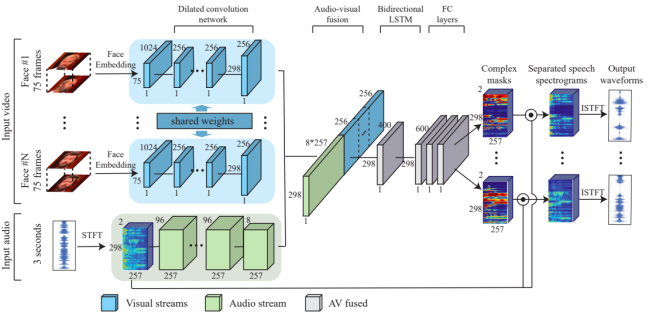 Dilated convolution
network
Audio-visual
fusion
Bidirectional
LSTM
FC
layers
Input video
Face #1
75 frames
Face
Embedding
1024
75
1
256
1
256
1
298
256
1
Complex
masks
Separated speech
spectrograms
Output
waveforms
shared weights
Face #N
75 frames
Face
Embedding
1024
75
1
256
1
256
1
298
256
1
8*257
298
1
256
256
400
298
1
600
298
1
1
1
2
298
257
ISTFT
2
298
257
ISTFT
Input audio
3 seconds
STFT
2
298
257
96
257
96
257
8
257
Visual streams
Audio stream
AV fused